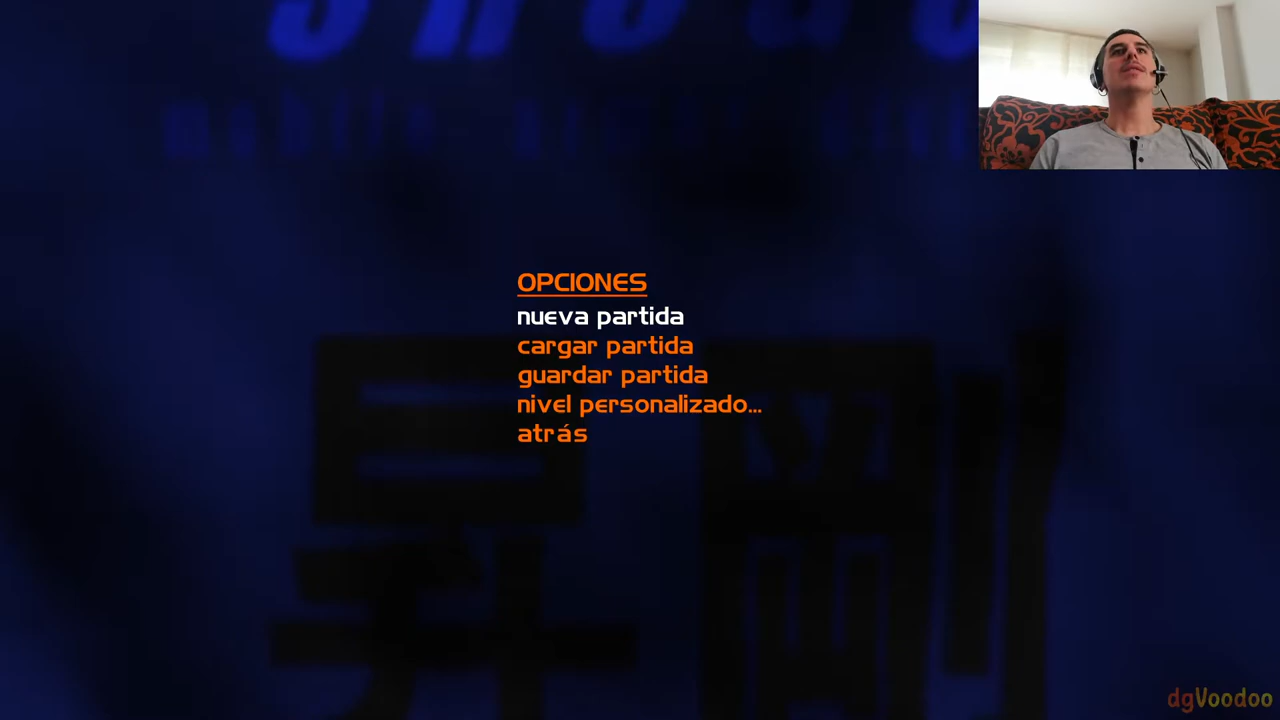 OPCIONES
nueva partida
cargar partida
guardar partida
nivel personalizado...
atrás
dgVoodoo